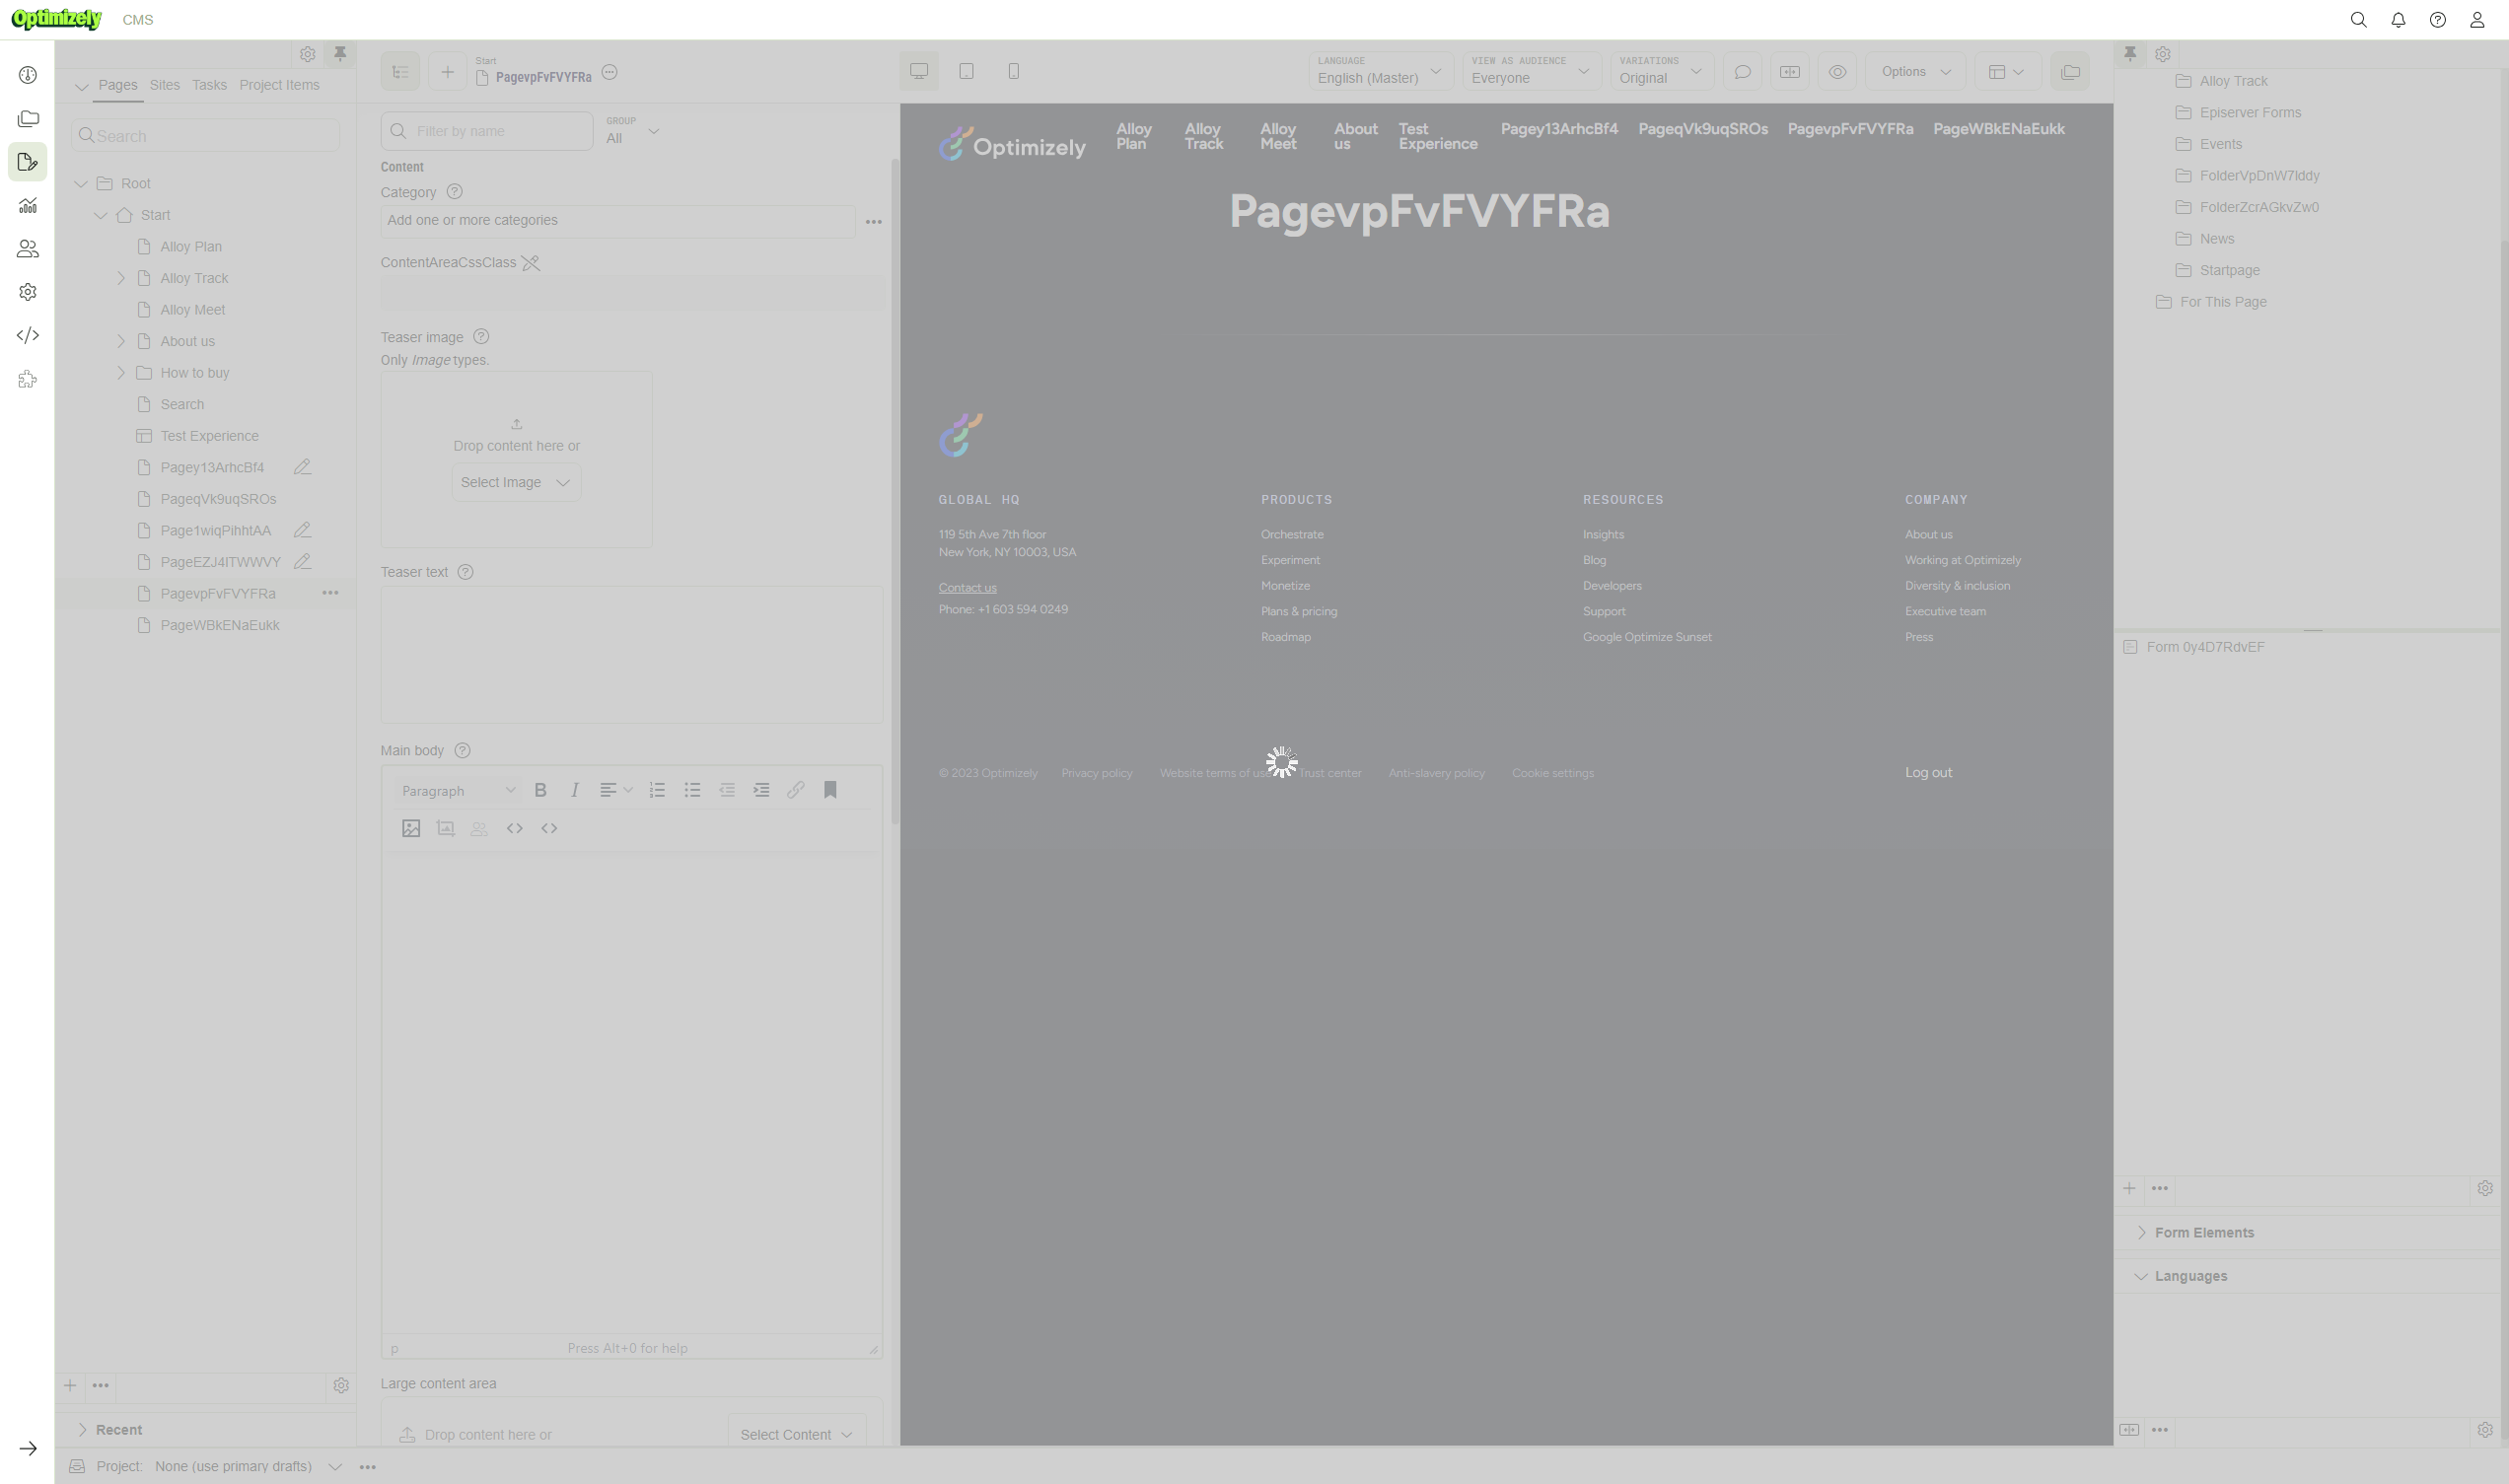 Optimizely
CMS
Pages
Sites
Tasks
Project Items
Search
Root
Start
Alloy Plan
Alloy Track
Alloy Meet
About us
How to buy
Search
Test Experience
Pagey13ArhcBf4
PageqVk9uqSROs
Page1wiqPihhtAA
PageEZJ4ITWWVY
PagevpFvFVYFRa
PageWBkENaEukk
Recent
Project: None (use primary drafts)
Start
PagevpFvFVYFRa
Filter by name
GROUP
All
Content
Category
Add one or more categories
ContentAreaCssClass
Teaser image
Only Image types.
Drop content here or
Select Image
Teaser text
Main body
Paragraph
p
Press Alt+0 for help
Large content area
Drop content here or
Select Content
LANGUAGE
English (Master)
VIEW AS AUDIENCE
Everyone
VARIATIONS
Original
Options
Optimizely
Alloy Plan
Alloy Track
Alloy Meet
About us
Test Experience
Pagey13ArhcBf4
PageqVk9uqSROs
PagevpFvFVYFRa
PageWBkENaEukk
PagevpFvFVYFRa
GLOBAL HQ
119 5th Ave 7th floor
New York, NY 10003, USA
Contact us
Phone: +1 603 594 0249
PRODUCTS
Orchestrate
Experiment
Monetize
Plans & pricing
Roadmap
RESOURCES
Insights
Blog
Developers
Support
Google Optimize Sunset
COMPANY
About us
Working at Optimizely
Diversity & inclusion
Executive team
Press
© 2023 Optimizely
Privacy policy
Website terms of use
Trust center
Anti-slavery policy
Cookie settings
Log out
Alloy Track
Episerver Forms
Events
FolderVpDnW7lddy
FolderZcrAGkvZw0
News
Startpage
For This Page
Form 0y4D7RdvEF
Form Elements
Languages